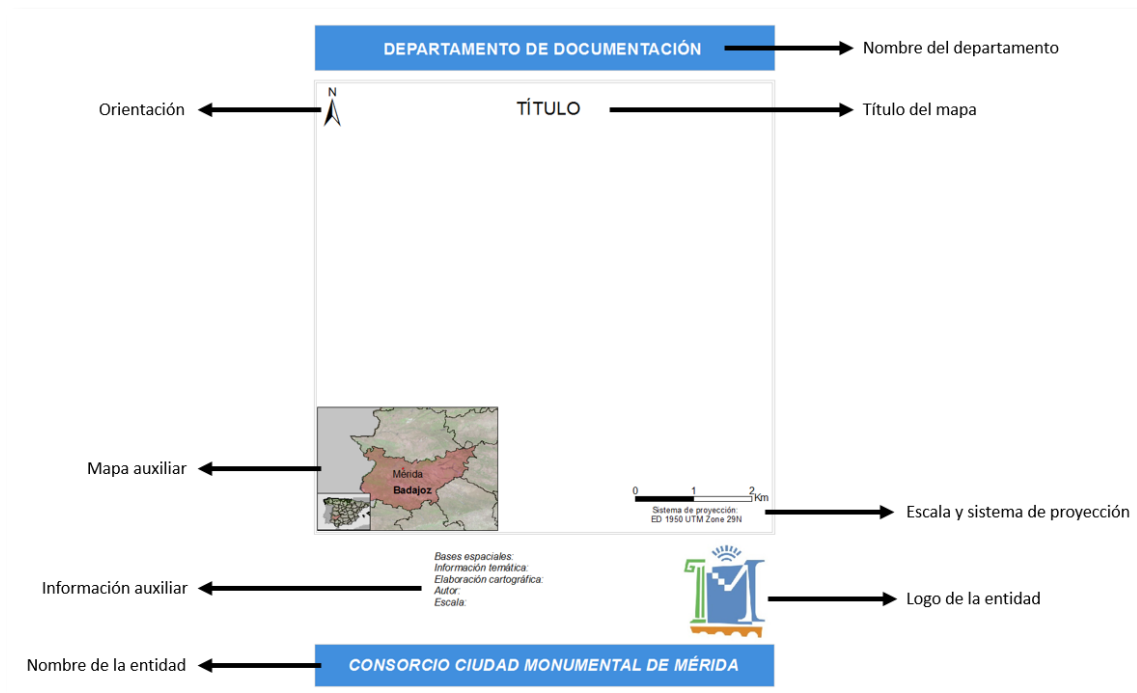 DEPARTAMENTO DE DOCUMENTACIÓN
Nombre del departamento
N
Orientación
TÍTULO
Título del mapa
Mapa auxiliar
Mérida
Badajoz
0 1 2 Km
Sistema de proyección:
ED 1950 UTM Zone 29N
Escala y sistema de proyección
Bases espaciales:
Información temática:
Elaboración cartográfica:
Autor:
Escala:
Información auxiliar
Logo de la entidad
Nombre de la entidad
CONSORCIO CIUDAD MONUMENTAL DE MÉRIDA